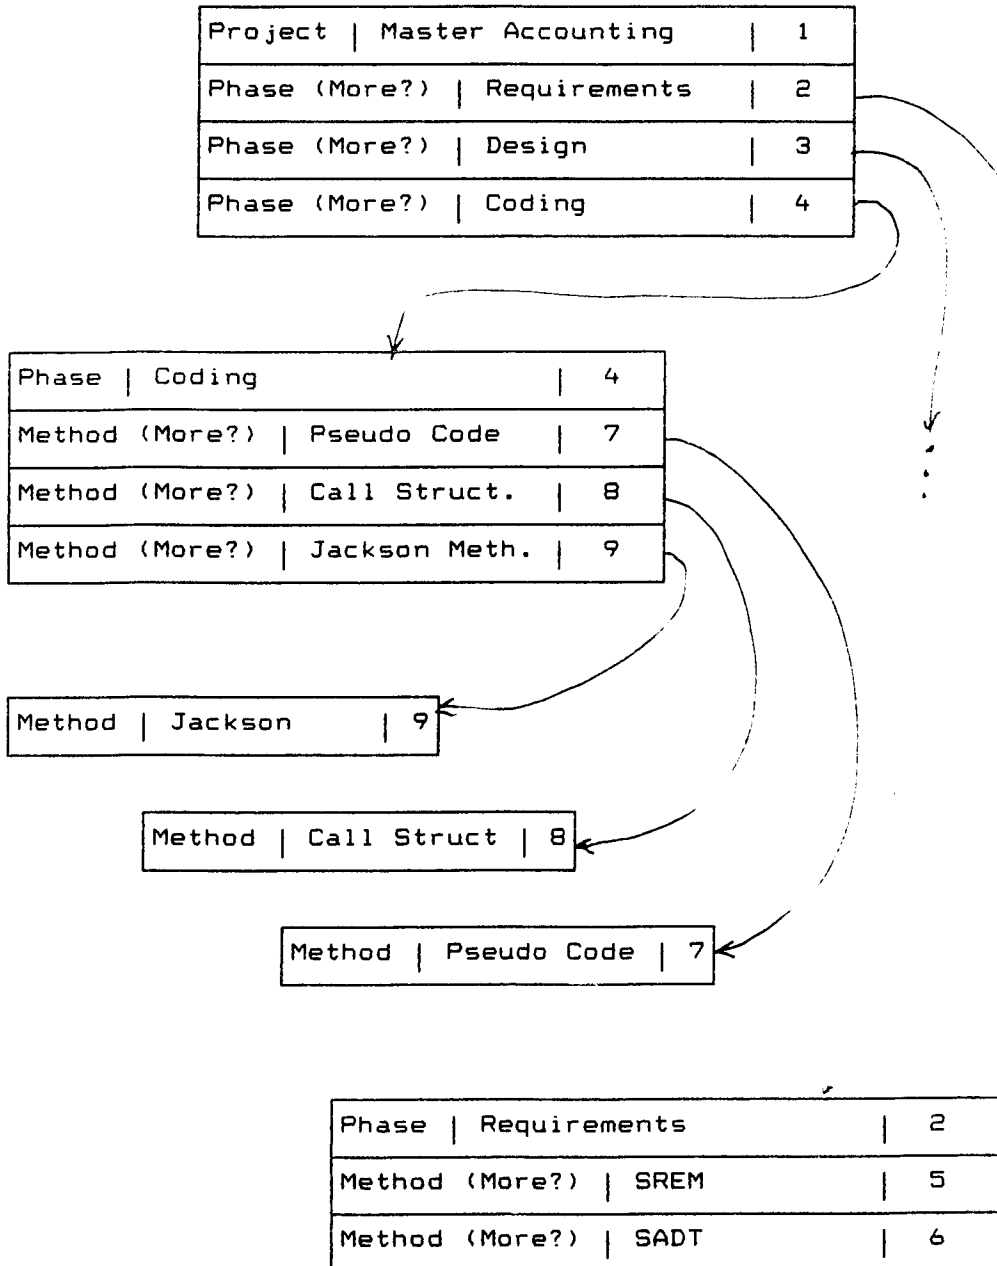 Project | Master Accounting | 1
Phase (More?) | Requirements | 2
Phase (More?) | Design | 3
Phase (More?) | Coding | 4
Phase | Coding | 4
Method (More?) | Pseudo Code | 7
Method (More?) | Call Struct. | 8
Method (More?) | Jackson Meth. | 9
Method | Jackson | 9
Method | Call Struct | 8
Method | Pseudo Code | 7
Phase | Requirements | 2
Method (More?) | SREM | 5
Method (More?) | SADT | 6